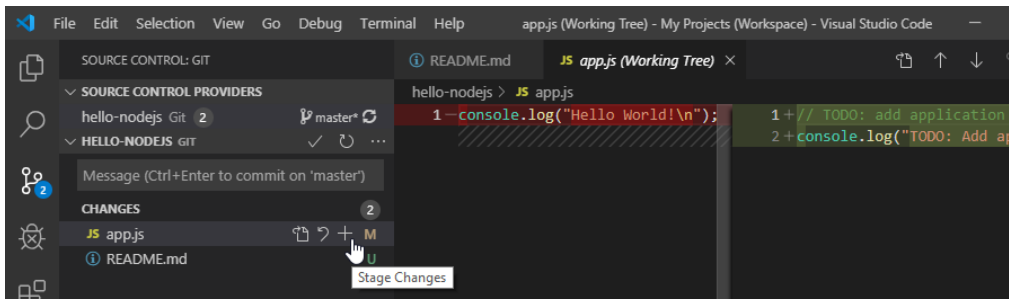 File Edit Selection View Go Debug Terminal Help app.js (Working Tree) - My Projects (Workspace) - Visual Studio Code
SOURCE CONTROL: GIT
README.md JS app.js (Working Tree)
SOURCE CONTROL PROVIDERS
hello-nodejs > JS app.js
hello-nodejs Git 2 master*
1 console.log("Hello World!\n"); 1+// TODO: add application
HELLO-NODEJS GIT
2+console.log("TODO: Add
Message (Ctrl+Enter to commit on 'master')
2
CHANGES 2
JS app.js M
README.md U
Stage Changes